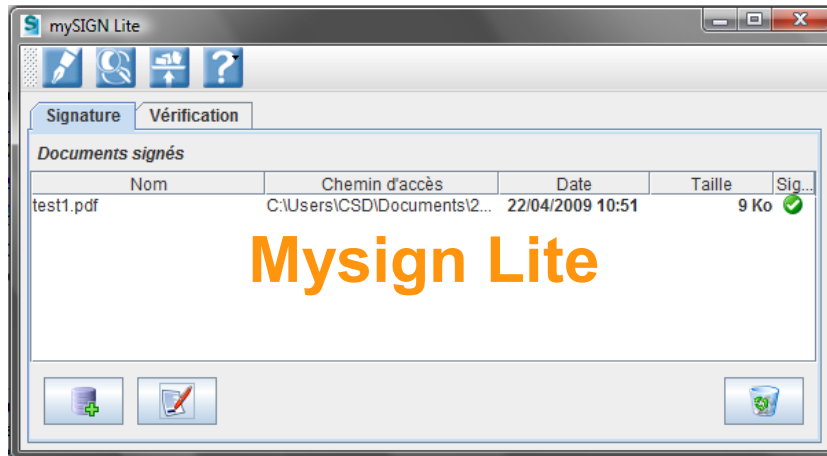 mySIGN Lite
Signature Vérification
Documents signés
Nom Chemin d'accès Date Taille Sig...
test1.pdf C:\Users\CSD\Documents\2... 22/04/2009 10:51 9 Ko
Mysign Lite